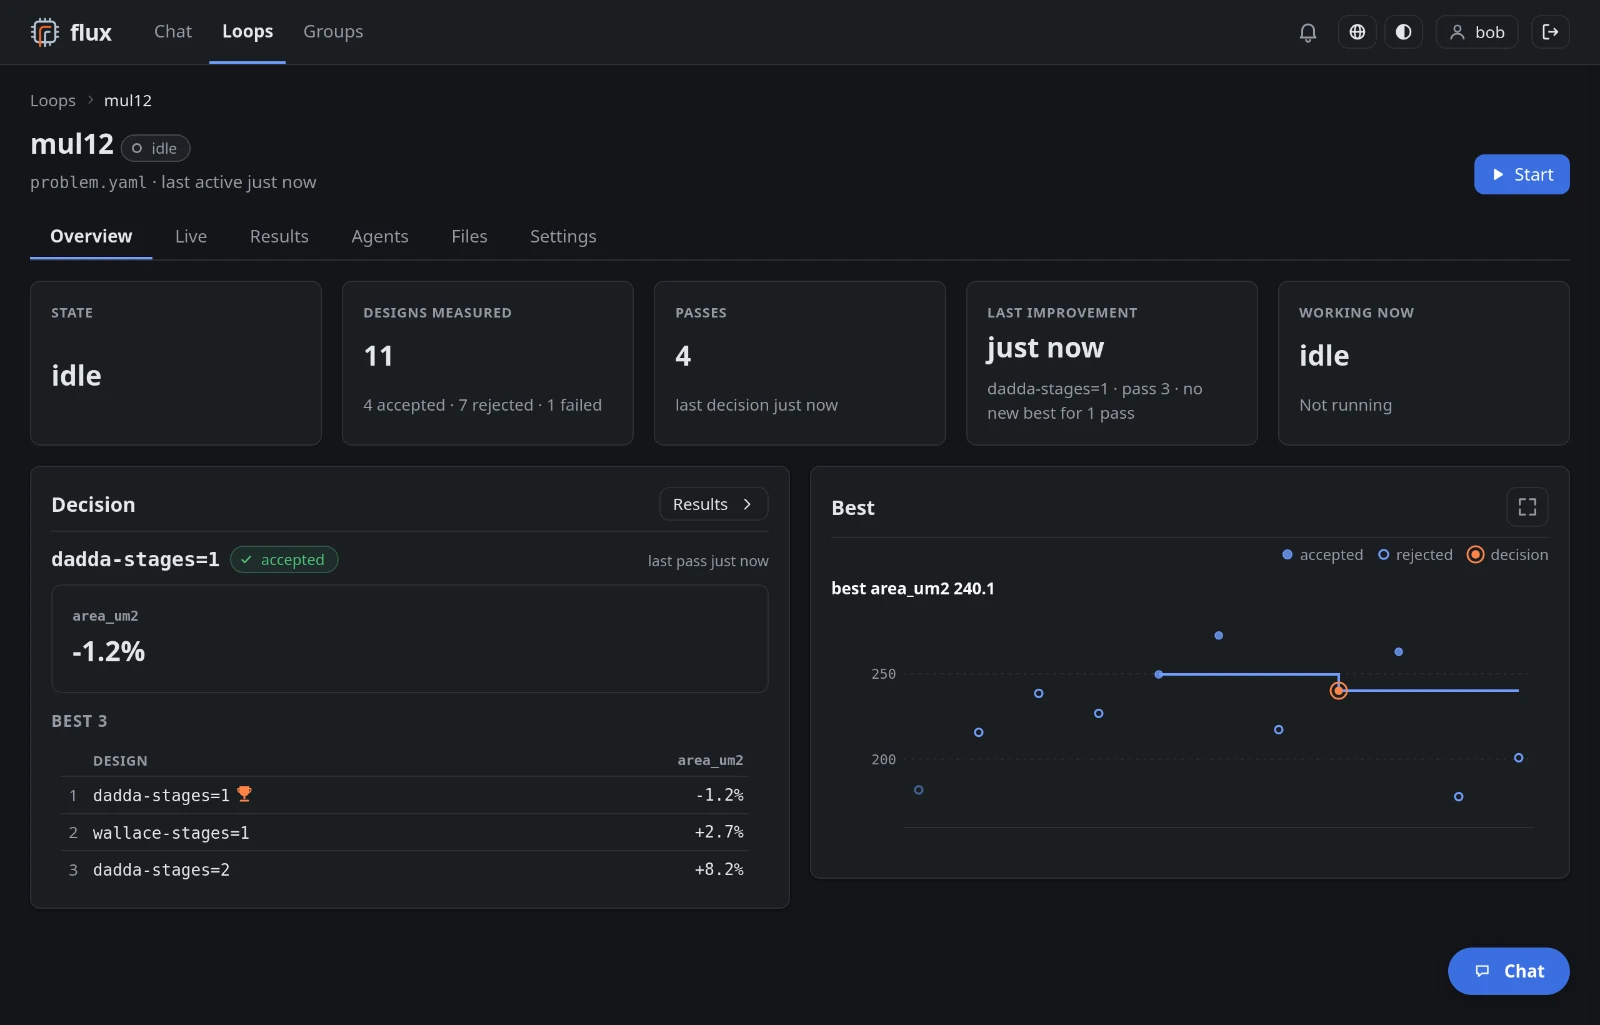 flux
Chat
Loops
Groups
bob
Loops > mul12
mul12
idle
problem.yaml · last active just now
Start
Overview
Live
Results
Agents
Files
Settings
STATE
idle
DESIGNS MEASURED
11
4 accepted · 7 rejected · 1 failed
PASSES
4
last decision just now
LAST IMPROVEMENT
just now
dadda-stages=1 · pass 3 · no
new best for 1 pass
WORKING NOW
idle
Not running
Decision
Results
dadda-stages=1
accepted
last pass just now
area_um2
-1.2%
BEST 3
DESIGN area_um2
1 dadda-stages=1 -1.2%
2 wallace-stages=1 +2.7%
3 dadda-stages=2 +8.2%
Best
accepted
rejected
decision
best area_um2 240.1
250
200
Chat